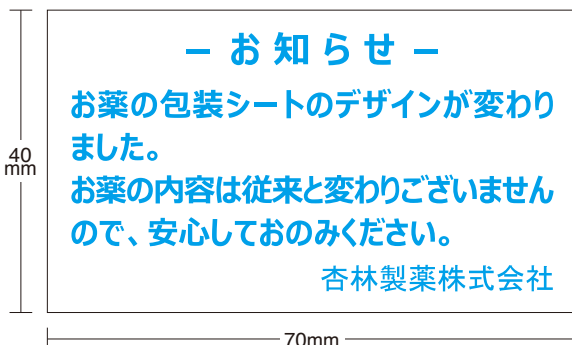 － お 知 ら せ －
お薬の包装シートのデザインが変わり
ました。
お薬の内容は従来と変わりございません
ので、安心しておのみください。
杏林製薬株式会社
40
mm
70mm